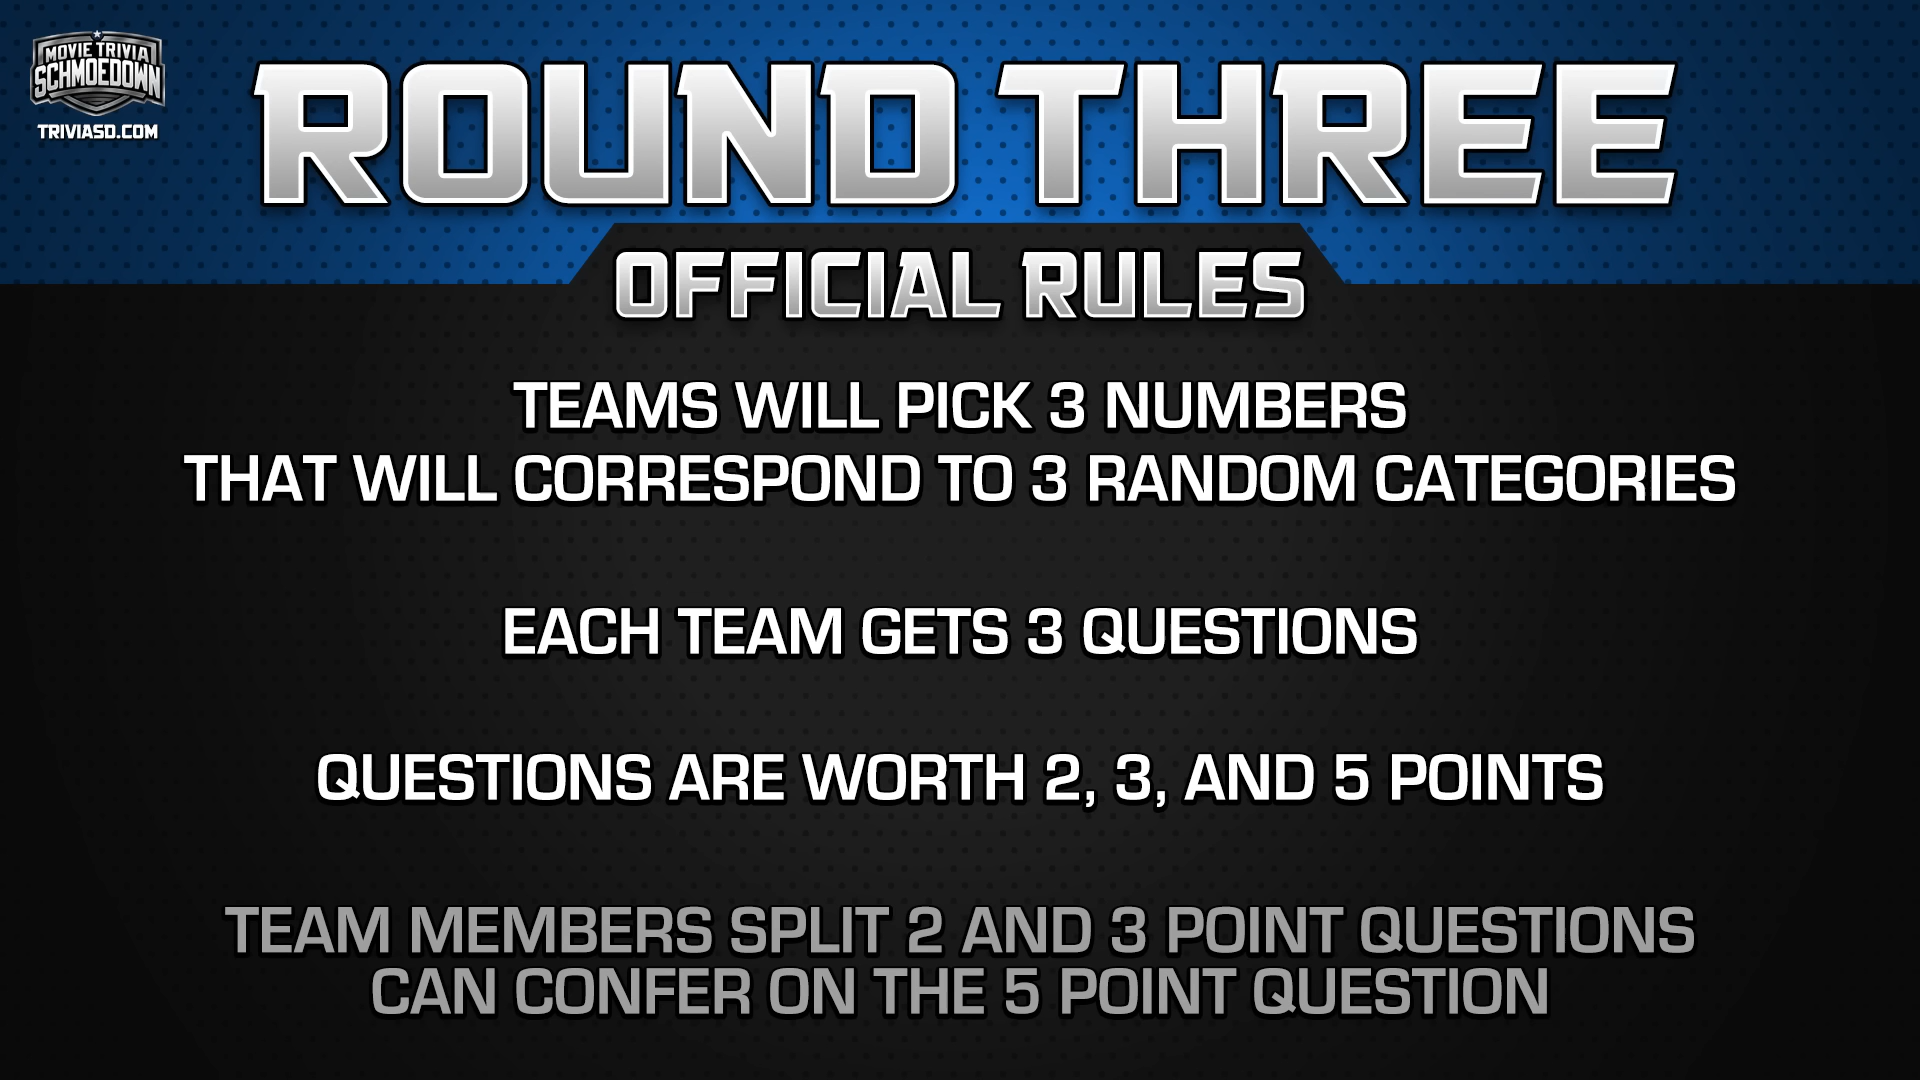 MOVIE TRIVIA
SCHMOEDOWN
TRIVIASD.COM
ROUND THREE
OFFICIAL RULES
TEAMS WILL PICK 3 NUMBERS
THAT WILL CORRESPOND TO 3 RANDOM CATEGORIES
EACH TEAM GETS 3 QUESTIONS
QUESTIONS ARE WORTH 2, 3, AND 5 POINTS
TEAM MEMBERS SPLIT 2 AND 3 POINT QUESTIONS
CAN CONFER ON THE 5 POINT QUESTION